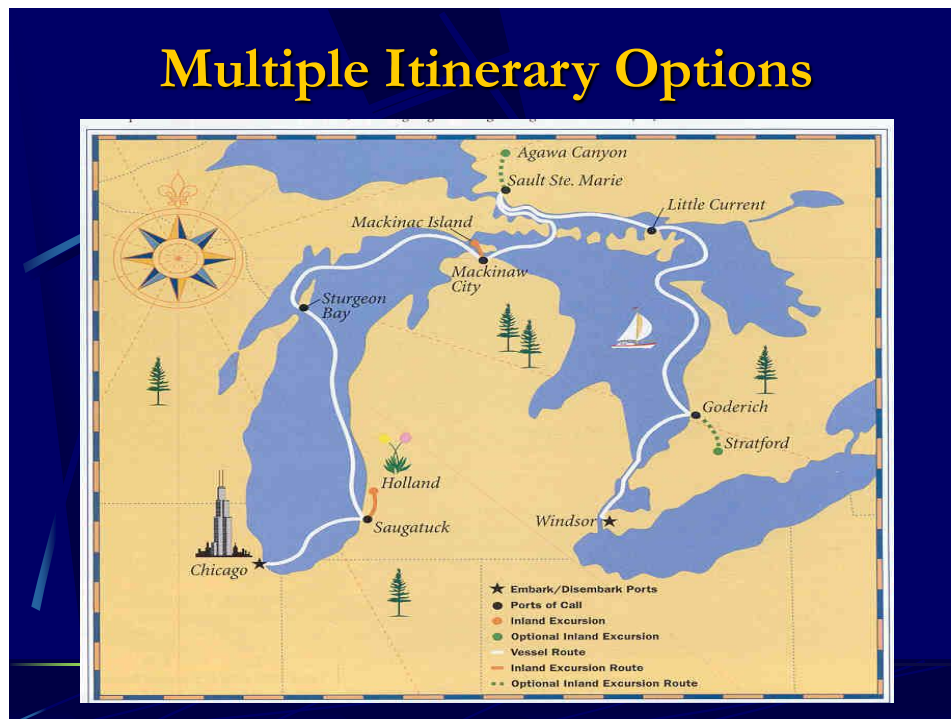 Multiple Itinerary Options
Agawa Canyon
Sault Ste. Marie
Little Current
Mackinac Island
Mackinaw
City
Sturgeon
Bay
Goderich
Stratford
Holland
Saugatuck
Windsor
Chicago
Embark/Disembark Ports
Ports of Call
Inland Excursion
Optional Inland Excursion
Vessel Route
Inland Excursion Route
Optional Inland Excursion Route